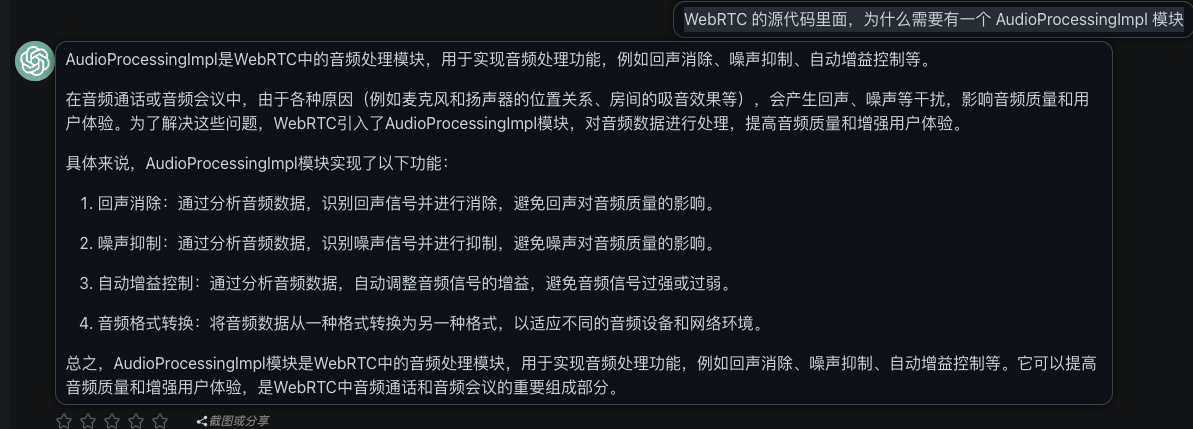 WebRTC 的源代码里面，为什么需要有一个 AudioProcessingImpl 模块
AudioProcessingImpl是WebRTC中的音频处理模块，用于实现音频处理功能，例如回声消除、噪声抑制、自动增益控制等。
在音频通话或音频会议中，由于各种原因（例如麦克风和扬声器的位置关系、房间的吸音效果等），会产生回声、噪声等干扰，影响音频质量和用
户体验。为了解决这些问题，WebRTC引入了AudioProcessingImpl模块，对音频数据进行处理，提高音频质量和增强用户体验。
具体来说，AudioProcessingImpl模块实现了以下功能：
1. 回声消除：通过分析音频数据，识别回声信号并进行消除，避免回声对音频质量的影响。
2. 噪声抑制：通过分析音频数据，识别噪声信号并进行抑制，避免噪声对音频质量的影响。
3. 自动增益控制：通过分析音频数据，自动调整音频信号的增益，避免音频信号过强或过弱。
4. 音频格式转换：将音频数据从一种格式转换为另一种格式，以适应不同的音频设备和网络环境。
总之，AudioProcessingImpl模块是WebRTC中的音频处理模块，用于实现音频处理功能，例如回声消除、噪声抑制、自动增益控制等。它可以提高
音频质量和增强用户体验，是WebRTC中音频通话和音频会议的重要组成部分。
截图或分享